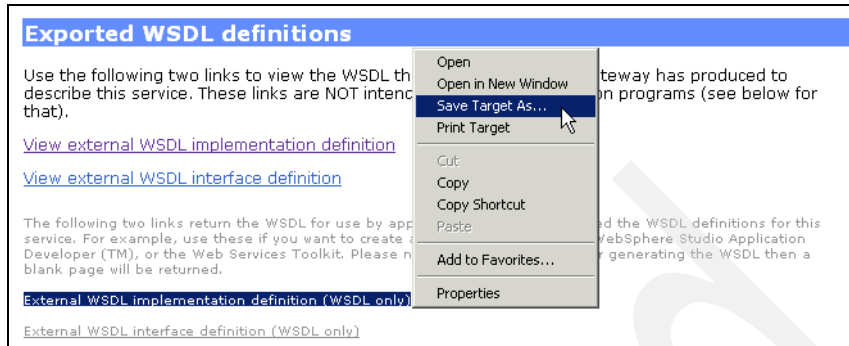 Exported WSDL definitions
Use the following two links to view the WSDL th teway has produced to
describe this service. These links are NOT intend on programs (see below for
that).
View external WSDL implementation definition
View external WSDL interface definition
The following two links return the WSDL for use by app ed the WSDL definitions for this
service. For example, use these if you want to create a WebSphere Studio Application
Developer (TM), or the Web Services Toolkit. Please n r generating the WSDL then a
blank page will be returned.
External WSDL implementation definition (WSDL only)
External WSDL interface definition (WSDL only)
Open
Open in New Window
Save Target As...
Print Target
Cut
Copy
Copy Shortcut
Paste
Add to Favorites...
Properties